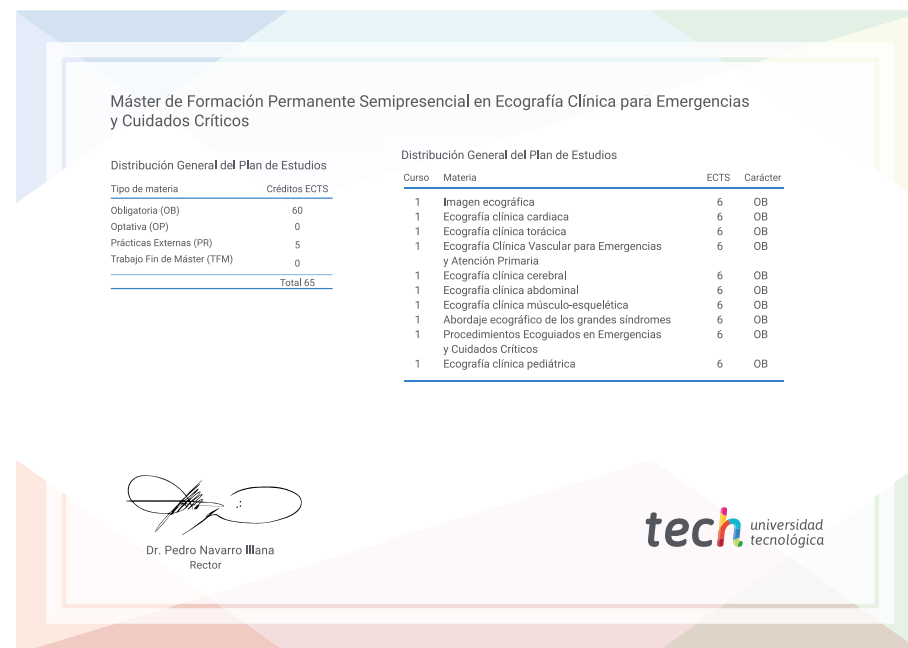 Máster de Formación Permanente Semipresencial en Ecografía Clínica para Emergencias
y Cuidados Críticos
Distribución General del Plan de Estudios
Tipo de materia Créditos ECTS
Obligatoria (OB) 60
Optativa (OP) 0
Prácticas Externas (PR) 5
Trabajo Fin de Máster (TFM) 0
Total 65
Distribución General del Plan de Estudios
Curso Materia ECTS Carácter
1 Imagen ecográfica 6 OB
1 Ecografía clínica cardiaca 6 OB
1 Ecografía clínica torácica 6 OB
1 Ecografía Clínica Vascular para Emergencias 6 OB
y Atención Primaria
1 Ecografía clínica cerebral 6 OB
1 Ecografía clínica abdominal 6 OB
1 Ecografía clínica músculo-esquelética 6 OB
1 Abordaje ecográfico de los grandes síndromes 6 OB
1 Procedimientos Ecoguiados en Emergencias 6 OB
y Cuidados Críticos
1 Ecografía clínica pediátrica 6 OB
Dr. Pedro Navarro Illana
Rector
tech universidad
tecnológica